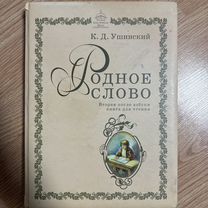 К. Д. Ушинский
РОДНОЕ
СЛОВО
Вторая после азбуки
книга для чтения